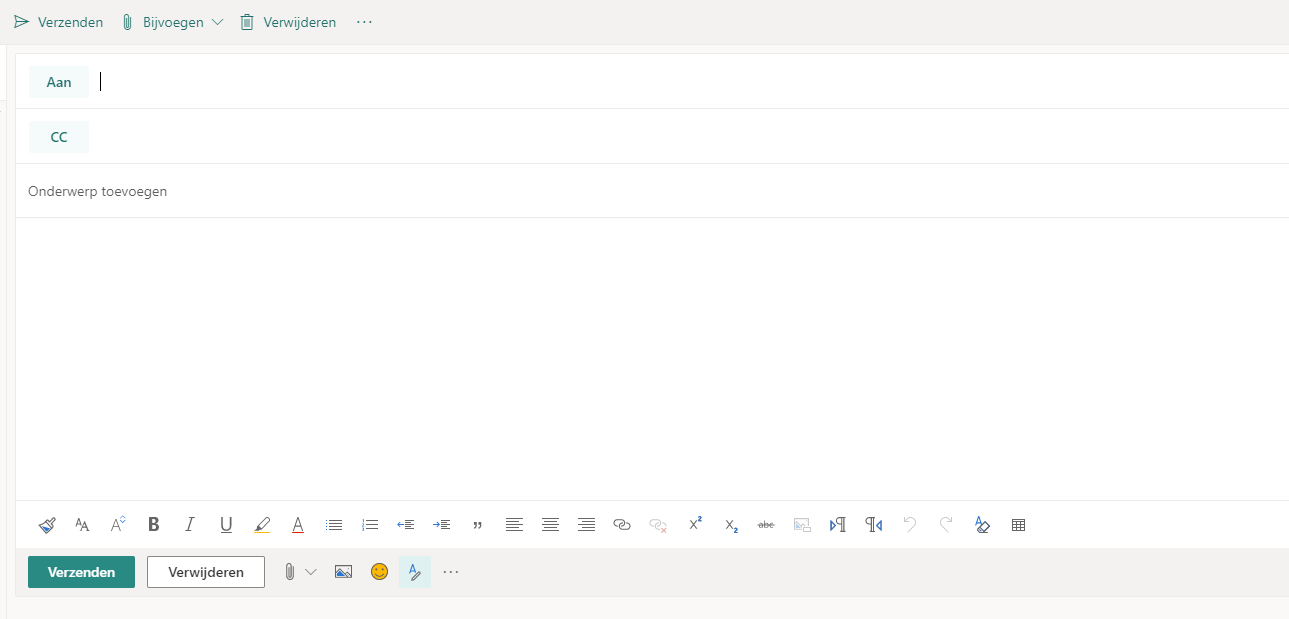 Verzenden Bijvoegen Verwijderen ...
Aan
CC
Onderwerp toevoegen
Verzenden Verwijderen ...